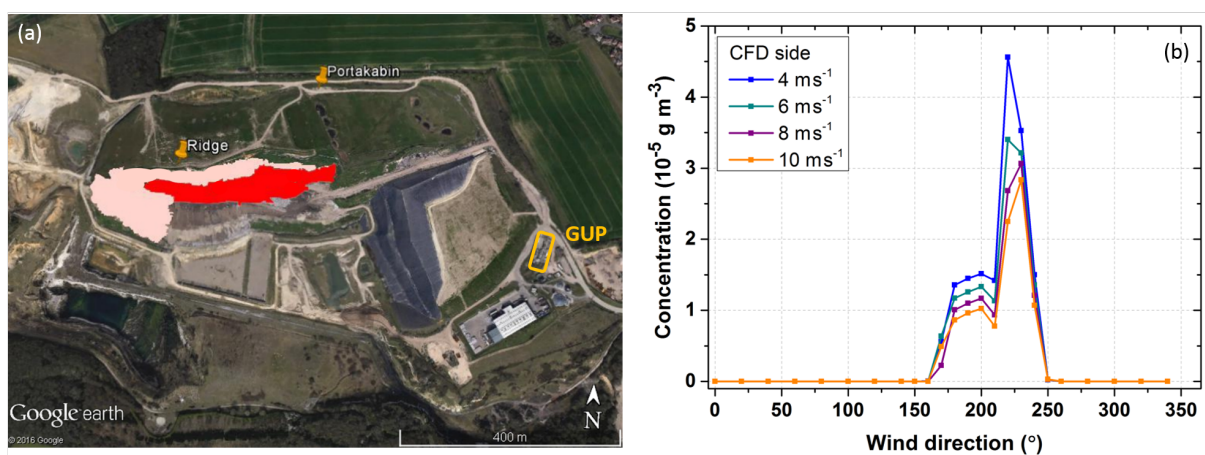 (a)
Portakabin
Ridge
GUP
N
Google earth
© 2016 Google
400 m
(b)
CFD side
4 ms⁻¹
6 ms⁻¹
8 ms⁻¹
10 ms⁻¹
Concentration (10⁻⁵ g m⁻³)
5
4
3
2
1
0
0 50 100 150 200 250 300 350
Wind direction (°)